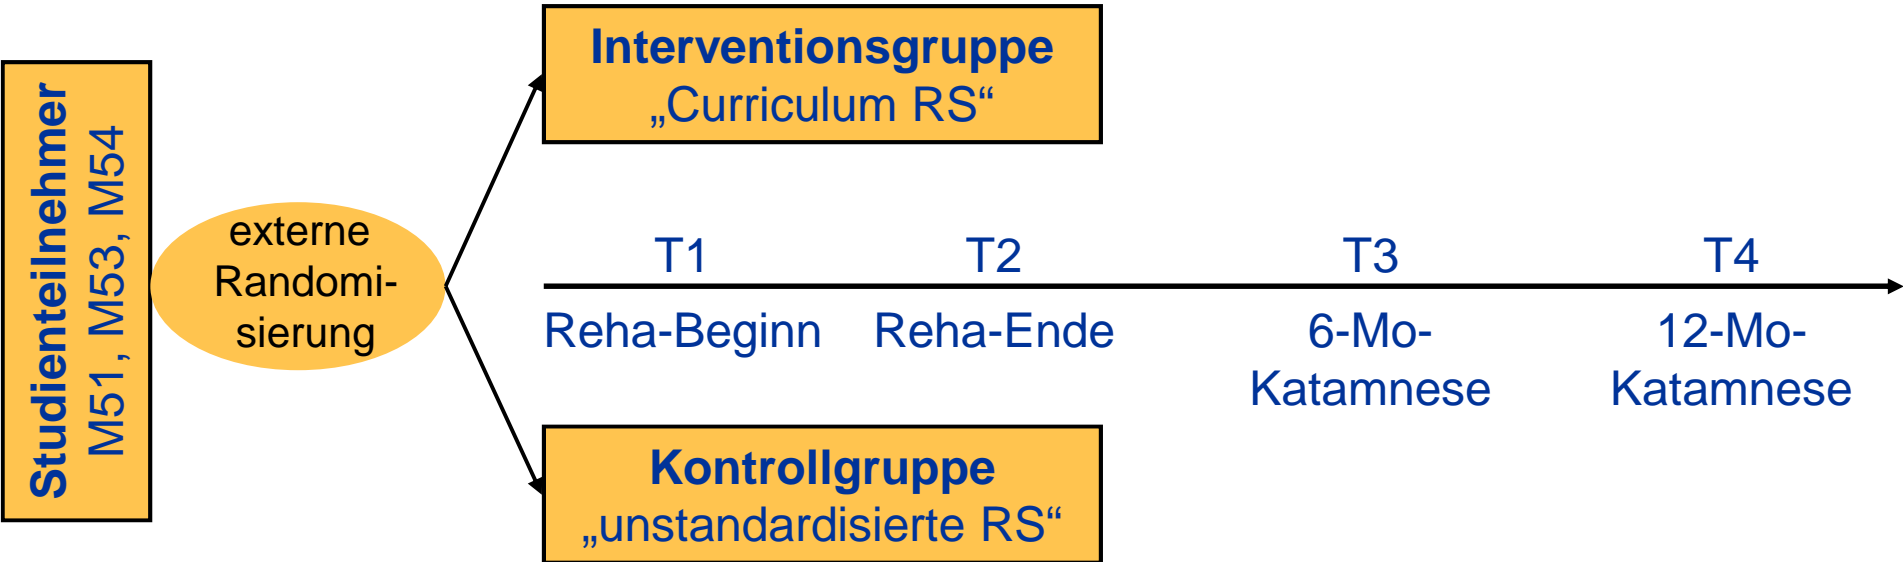 Studienteilnehmer
M51, M53, M54
externe
Randomi-
sierung
Interventionsgruppe
„Curriculum RS“
T1
T2
T3
T4
Reha-Beginn
Reha-Ende
6-Mo-
Katamnese
12-Mo-
Katamnese
Kontrollgruppe
„unstandardisierte RS“